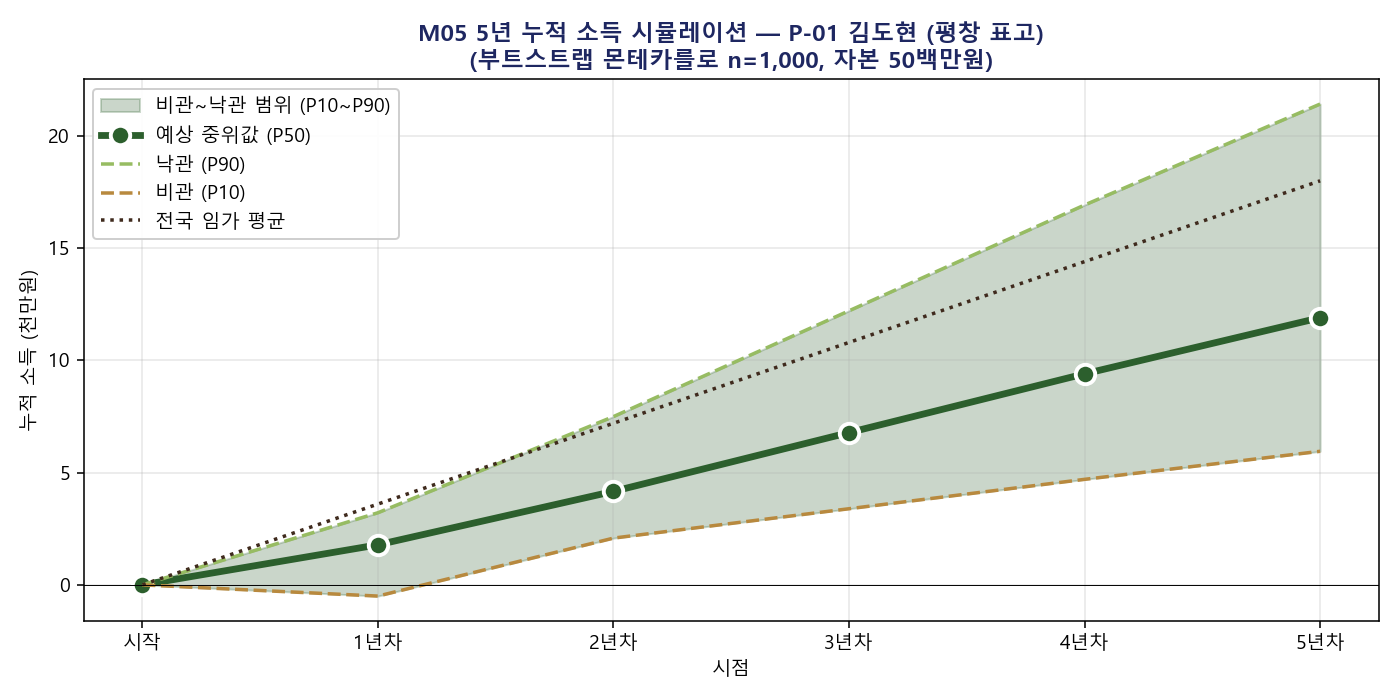 M05 5년 누적 소득 시뮬레이션 — P-01 김도현 (평창 표고)
(부트스트랩 몬테카를로 n=1,000, 자본 50백만원)
비관~낙관 범위 (P10~P90)
예상 중위값 (P50)
낙관 (P90)
비관 (P10)
전국 임가 평균
누적 소득 (천만원)
20
15
10
5
0
시작
1년차
2년차
3년차
4년차
5년차
시점